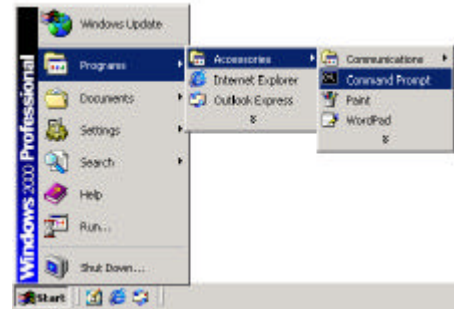 Windows 2000 Professional
Windows Update
Programs
Documents
Settings
Search
Help
Run...
Shut Down...
Start
Accessories
Internet Explorer
Outlook Express
Communications
Command Prompt
Paint
WordPad